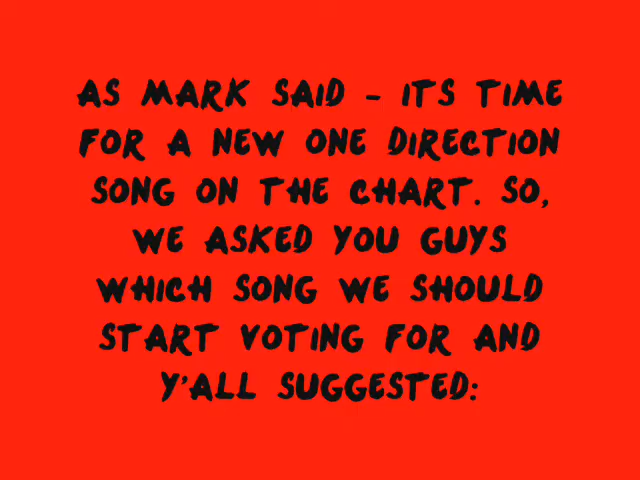 AS MARK SAID - ITS TIME
FOR A NEW ONE DIRECTION
SONG ON THE CHART. SO,
WE ASKED YOU GUYS
WHICH SONG WE SHOULD
START VOTING FOR AND
Y'ALL SUGGESTED: